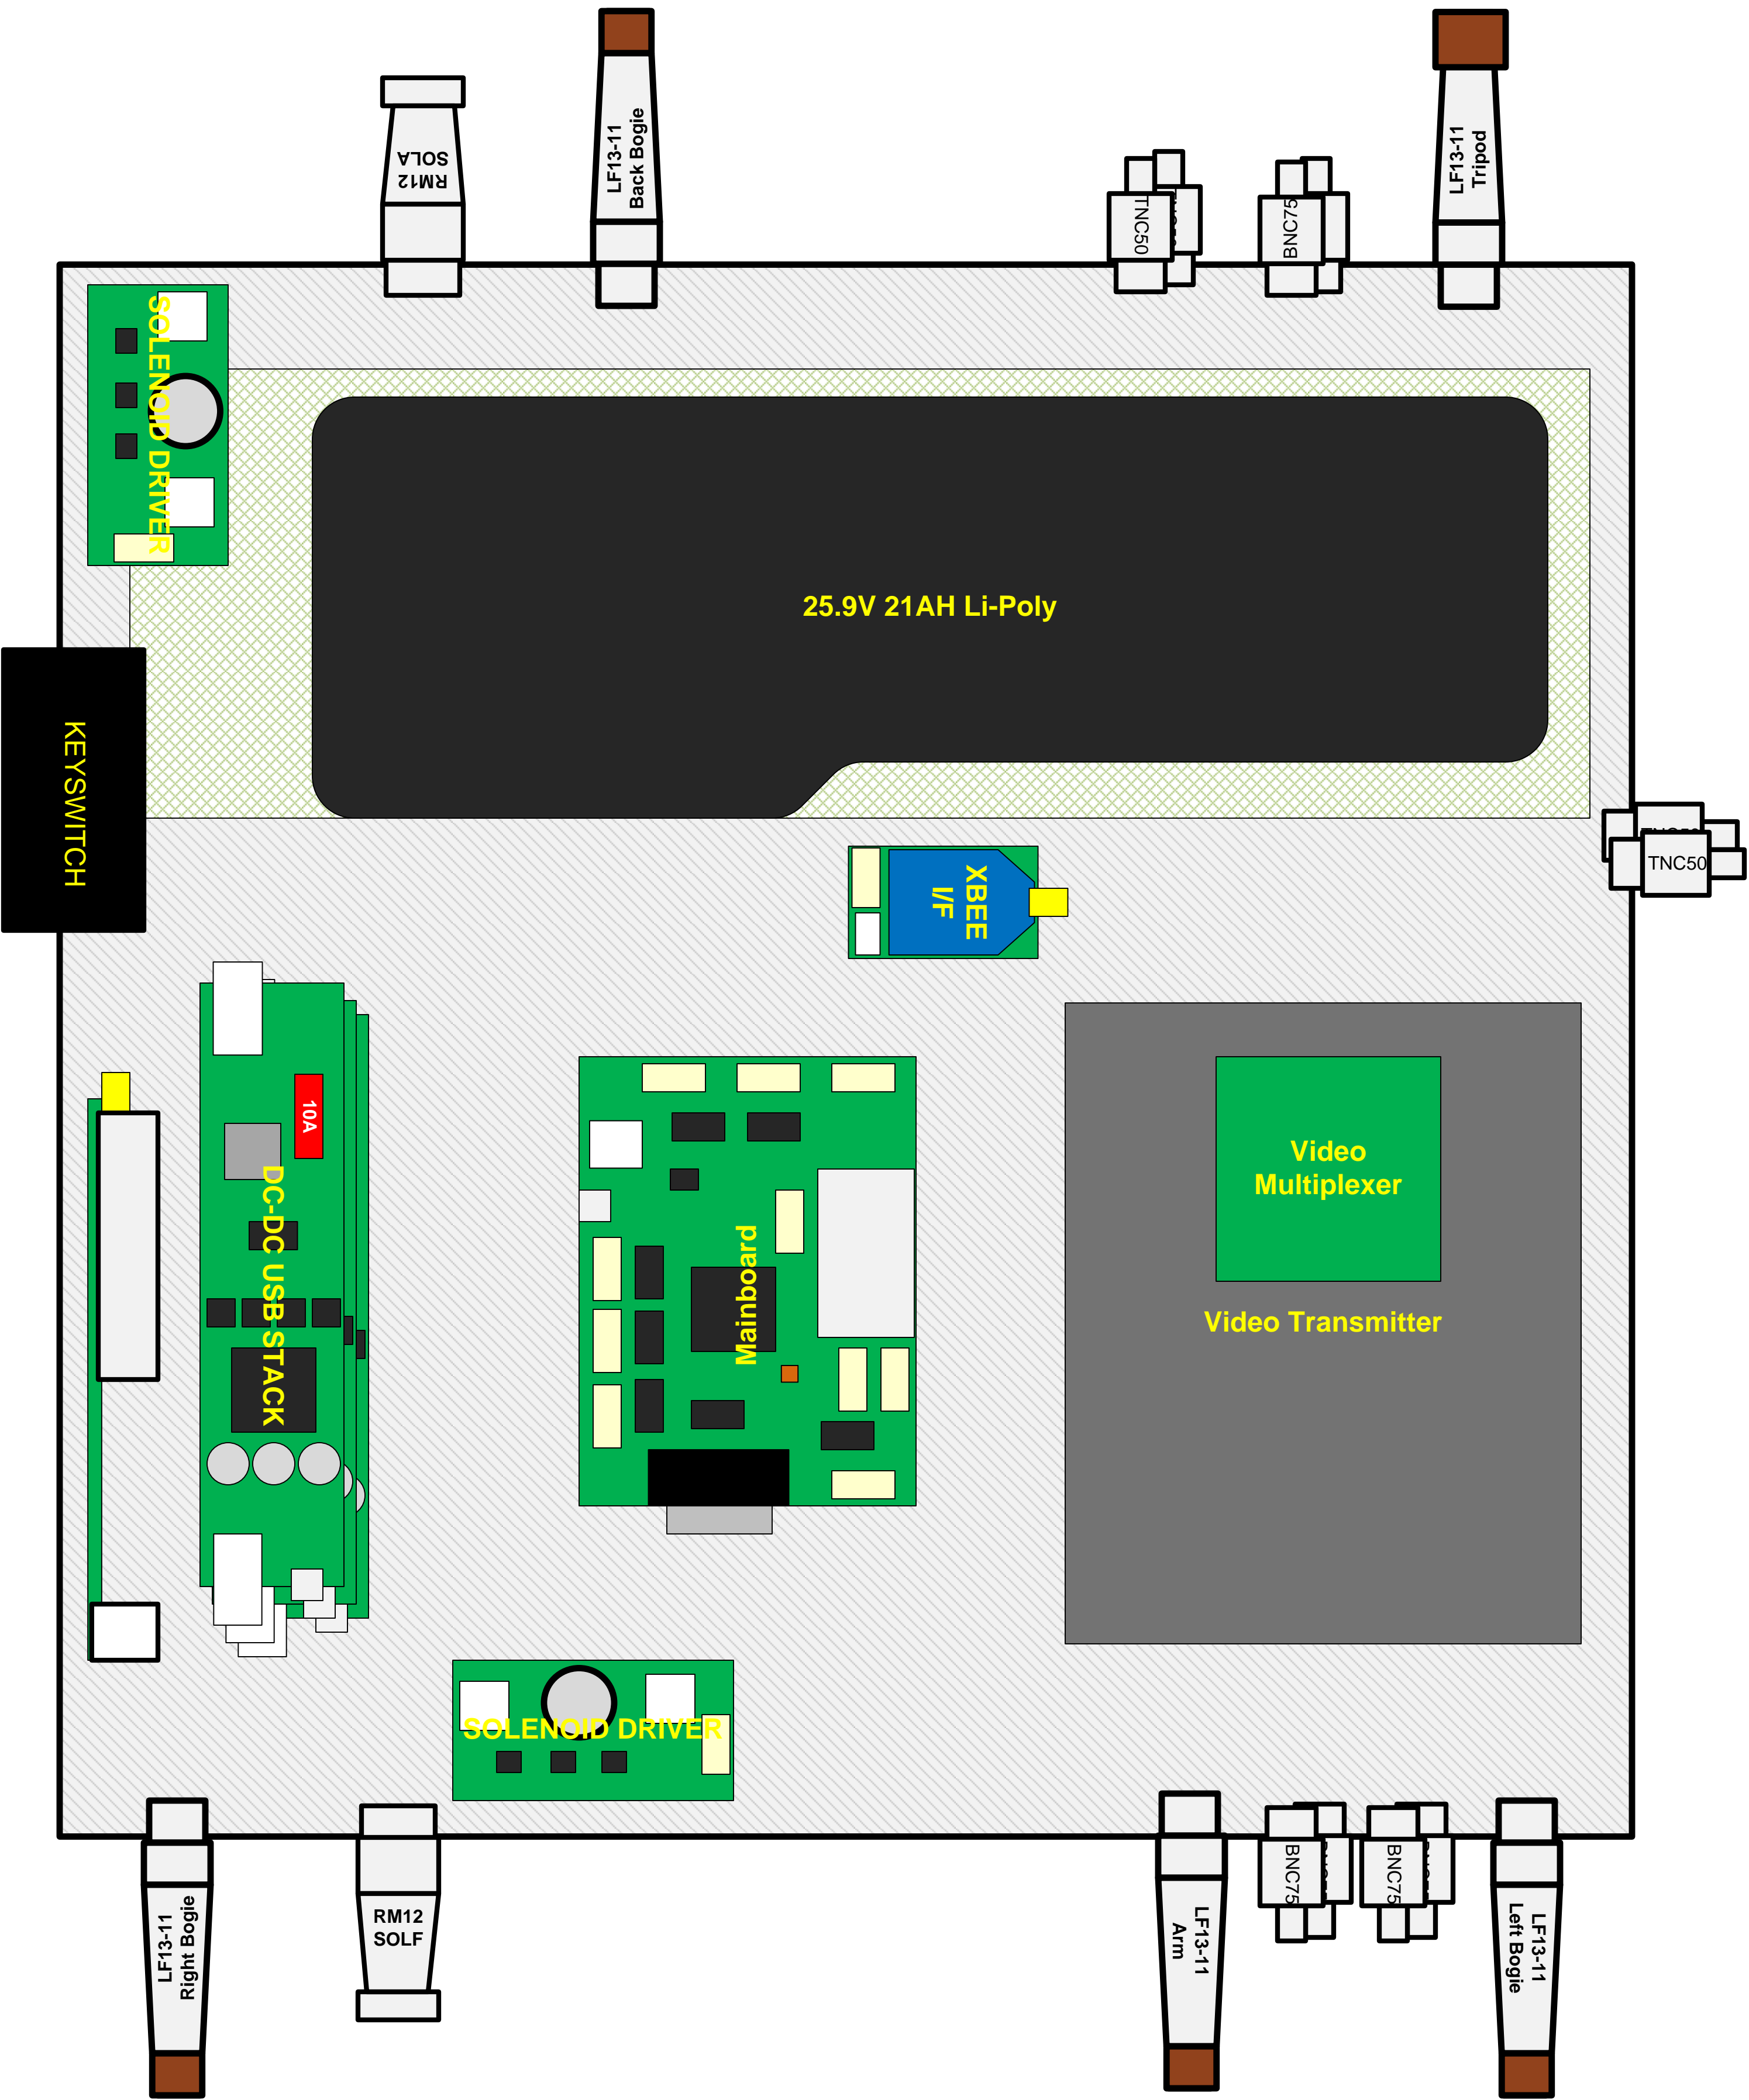 RM12
SOLA
LF13-11
Back Bogie
TNC50
BNC75
LF13-11
Tripod
SOLENOID DRIVER
25.9V 21AH Li-Poly
KEYSWITCH
TNC50
XBEE
I/F
10A
DC-DC USB STACK
Mainboard
Video
Multiplexer
Video Transmitter
SOLENOID DRIVER
LF13-11
Right Bogie
RM12
SOLF
LF13-11
Arm
BNC75
BNC75
LF13-11
Left Bogie